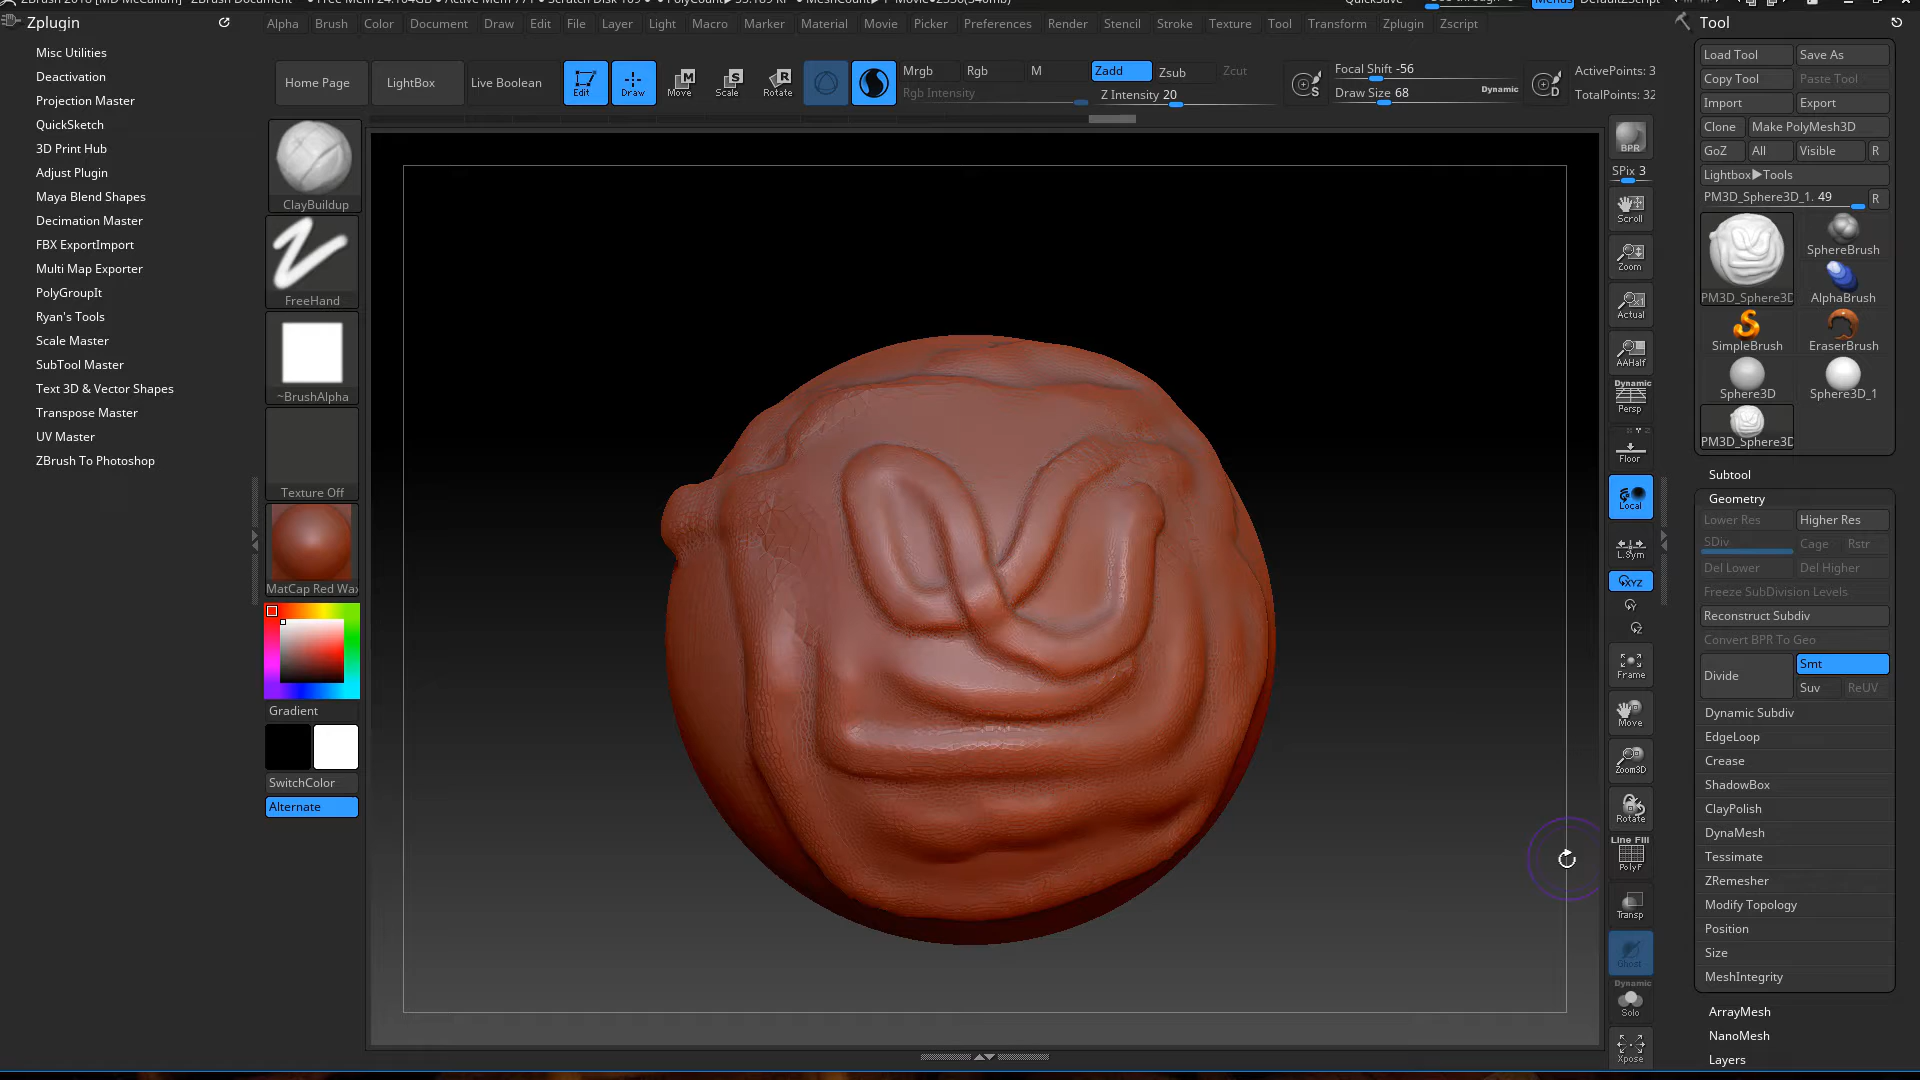 ZBrush 2018 [MD McCallum]
QuickSave
Menus
DefaultZScript
Zplugin
Alpha Brush Color Document Draw Edit File Layer Light Macro Marker Material Movie Picker Preferences Render Stencil Stroke Texture Tool Transform Zplugin Zscript
Tool
Misc Utilities
Deactivation
Projection Master
QuickSketch
3D Print Hub
Adjust Plugin
Maya Blend Shapes
Decimation Master
FBX ExportImport
Multi Map Exporter
PolyGroupIt
Ryan's Tools
Scale Master
SubTool Master
Text 3D & Vector Shapes
Transpose Master
UV Master
ZBrush To Photoshop
Home Page
LightBox
Live Boolean
Edit
Draw
Move
Scale
Rotate
Mrgb
Rgb
M
Rgb Intensity
Zadd
Zsub
Zcut
Z Intensity 20
Focal Shift -56
Draw Size 68
Dynamic
ActivePoints: 3
TotalPoints: 32
ClayBuildup
FreeHand
~BrushAlpha
Texture Off
MatCap Red Wax
Gradient
SwitchColor
Alternate
BPR
SPix 3
Scroll
Zoom
Actual
AAHalf
Dynamic
Persp
Floor
Local
L.Sym
XYZ
Frame
Move
Zoom3D
Rotate
Line Fill
PolyF
Transp
Ghost
Dynamic
Solo
Xpose
Load Tool
Save As
Copy Tool
Paste Tool
Import
Export
Clone
Make PolyMesh3D
GoZ
All
Visible
R
Lightbox▶Tools
PM3D_Sphere3D_1. 49
R
PM3D_Sphere3D
SphereBrush
AlphaBrush
SimpleBrush
EraserBrush
Sphere3D
Sphere3D_1
PM3D_Sphere3D
Subtool
Geometry
Lower Res
Higher Res
SDiv
Cage
Rstr
Del Lower
Del Higher
Freeze SubDivision Levels
Reconstruct Subdiv
Convert BPR To Geo
Divide
Smt
Suv
ReUV
Dynamic Subdiv
EdgeLoop
Crease
ShadowBox
ClayPolish
DynaMesh
Tessimate
ZRemesher
Modify Topology
Position
Size
MeshIntegrity
ArrayMesh
NanoMesh
Layers